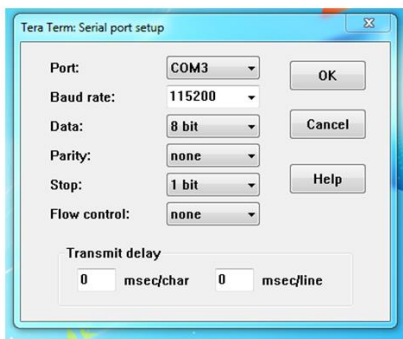 Tera Term: Serial port setup
Port: COM3 OK
Baud rate: 115200
Data: 8 bit Cancel
Parity: none
Stop: 1 bit Help
Flow control: none
Transmit delay
0 msec/char 0 msec/line